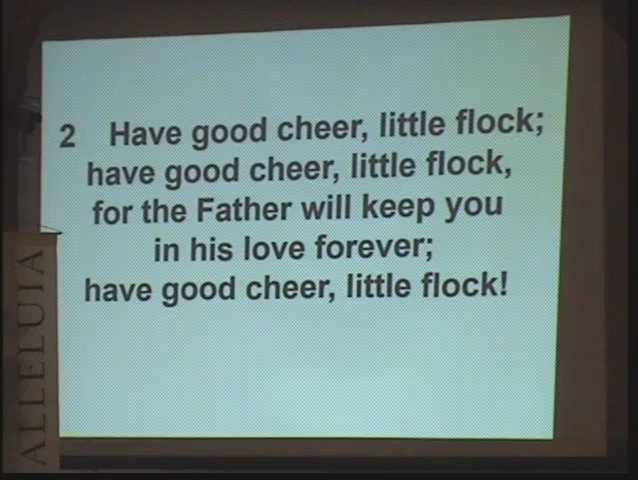 2 Have good cheer, little flock;
have good cheer, little flock,
for the Father will keep you
in his love forever;
have good cheer, little flock!
ALLELUIA